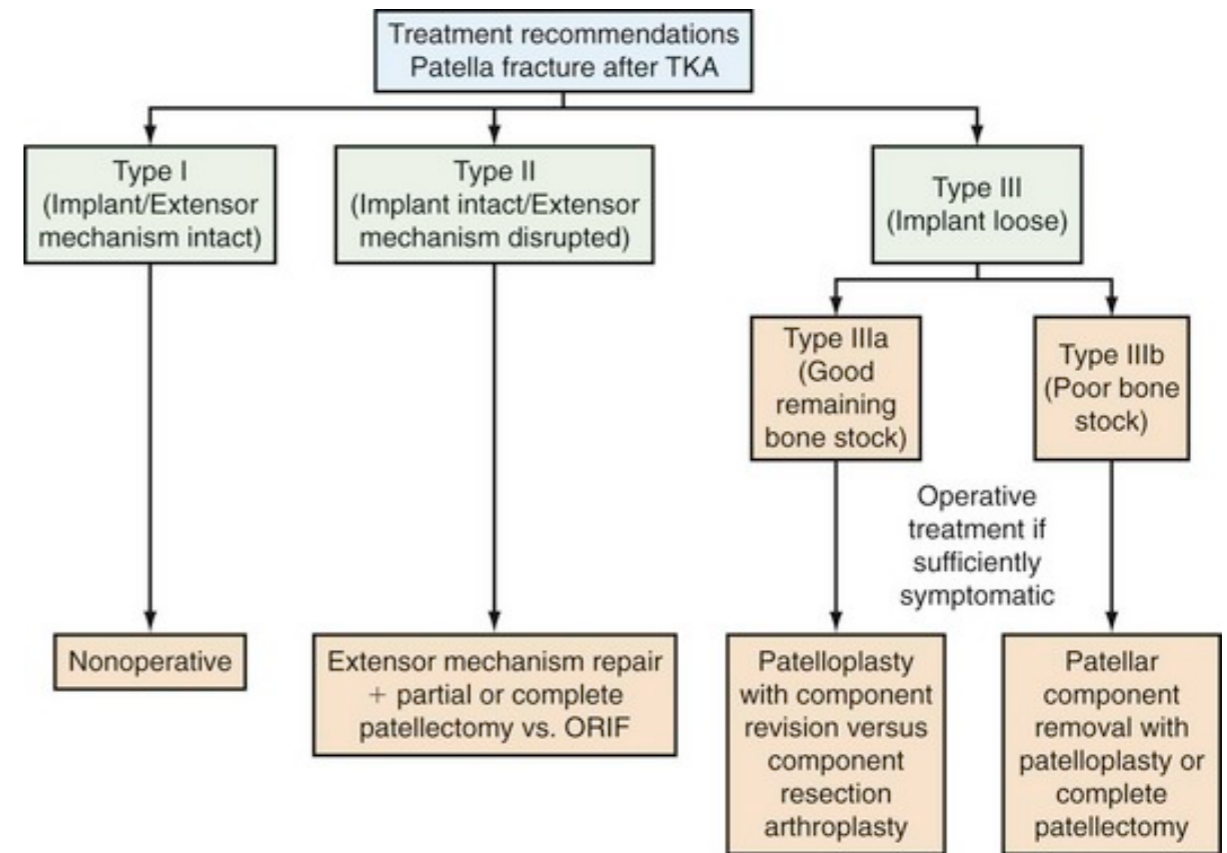 Treatment recommendations
Patella fracture after TKA
Type I
(Implant/Extensor
mechanism intact)
Type II
(Implant intact/Extensor
mechanism disrupted)
Type III
(Implant loose)
Type IIIa
(Good
remaining
bone stock)
Type IIIb
(Poor bone
stock)
Operative
treatment if
sufficiently
symptomatic
Nonoperative
Extensor mechanism repair
+ partial or complete
patellectomy vs. ORIF
Patelloplasty
with component
revision versus
component
resection
arthroplasty
Patellar
component
removal with
patelloplasty or
complete
patellectomy